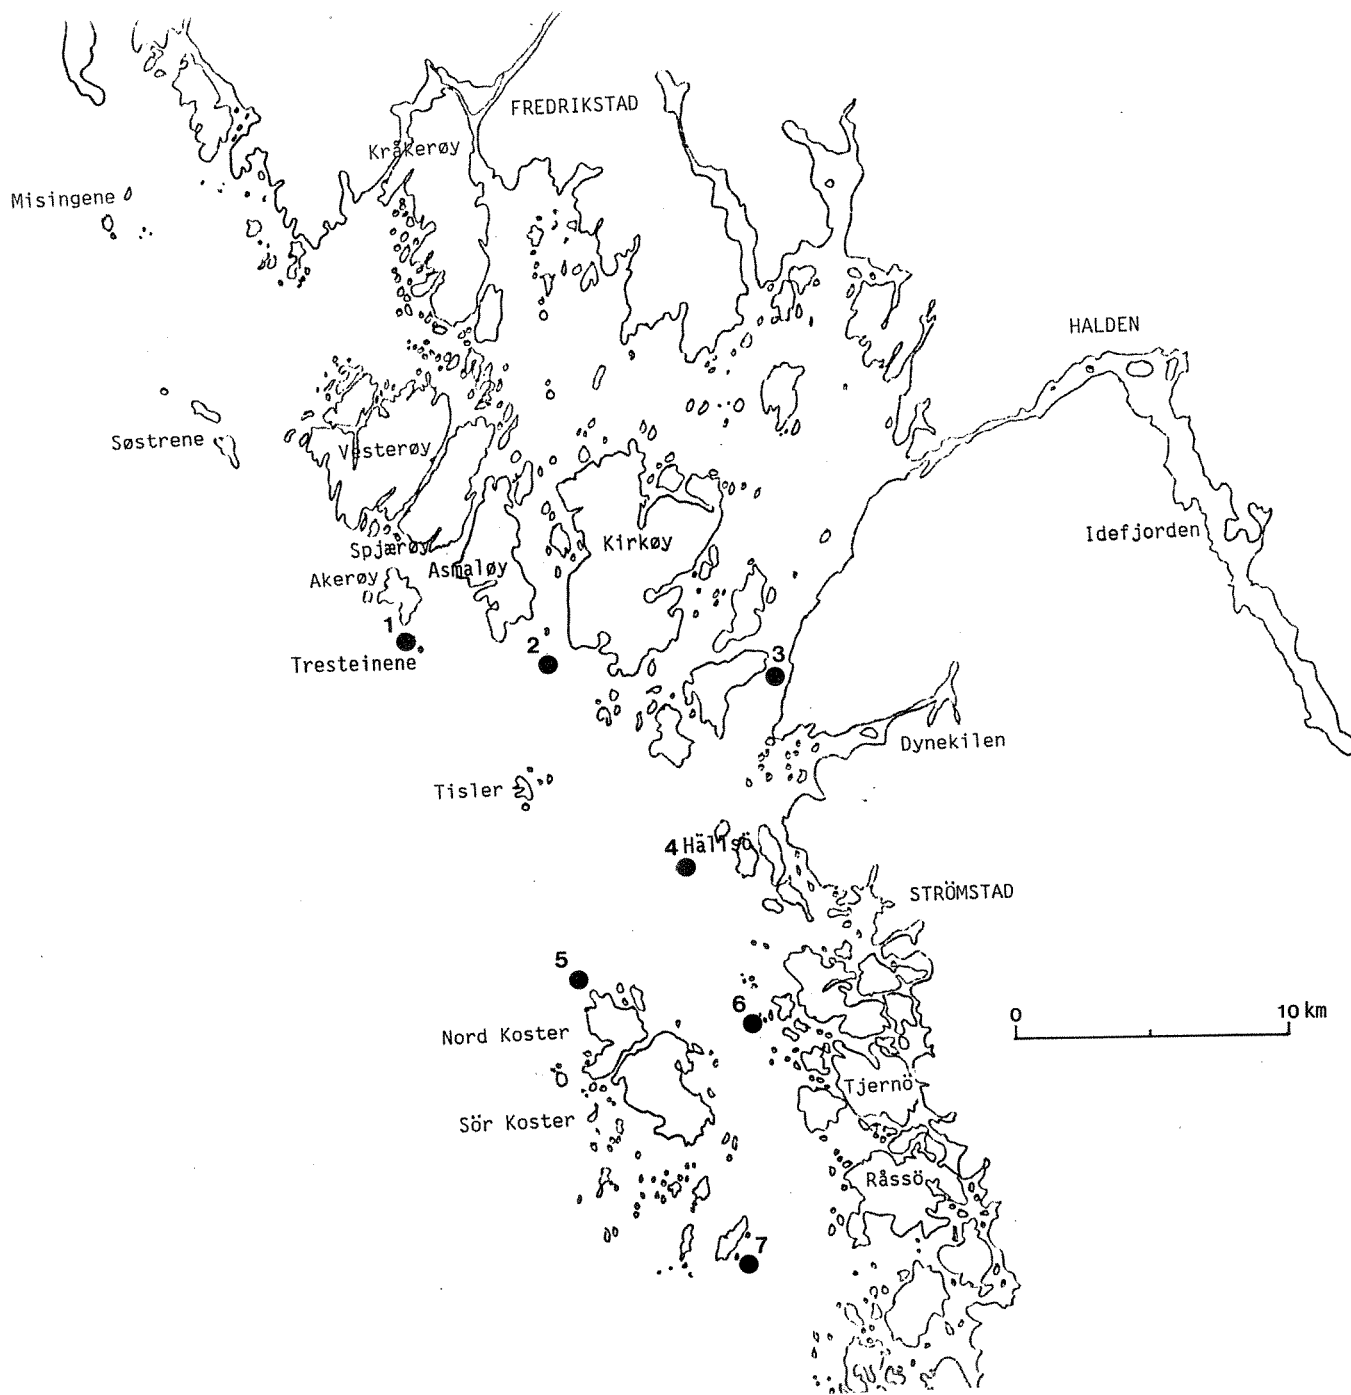 FREDRIKSTAD
Kråkerøy
Misingene
HALDEN
Søstrene
Vesterøy
Idefjorden
Kirkøy
Spjærøy
Asmaløy
Akerøy
1
2
3
Tresteinene
Dynekilen
Tisler
4 Hällsö
STRÖMSTAD
5
6
0 10 km
Nord Koster
Tjernö
Sör Koster
Råssö
7